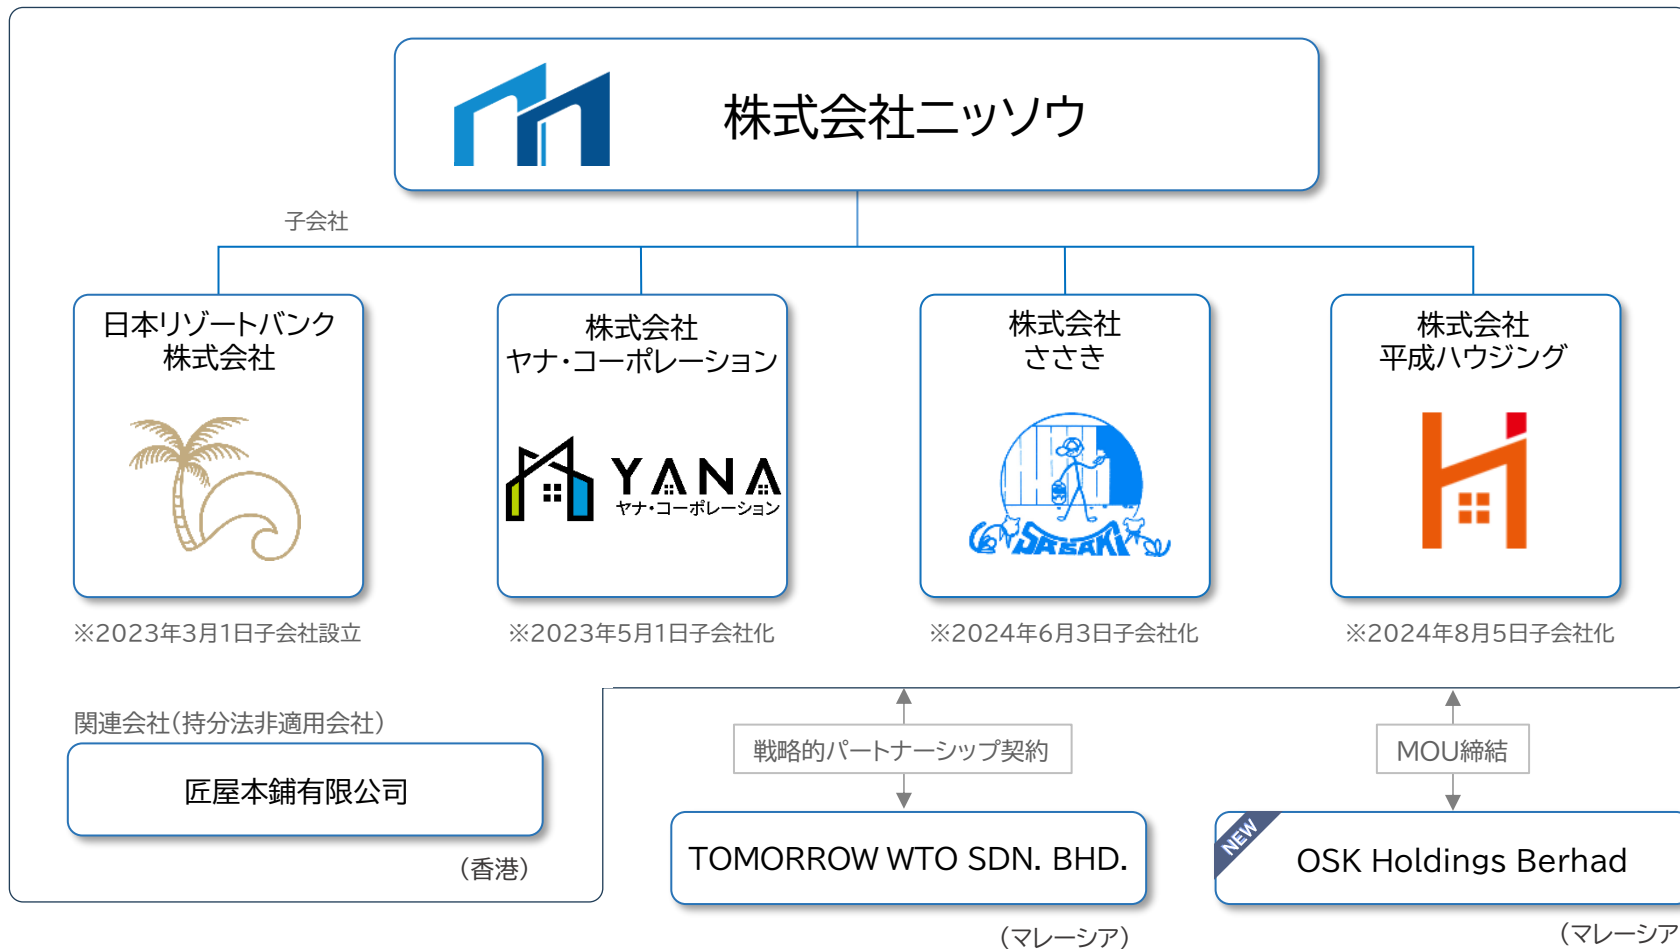 株式会社ニッソウ
子会社
日本リゾートバンク
株式会社
株式会社
ヤナ・コーポレーション
YANA
ヤナ・コーポレーション
株式会社
ささき
SASAKI
株式会社
平成ハウジング
※2023年3月1日子会社設立
※2023年5月1日子会社化
※2024年6月3日子会社化
※2024年8月5日子会社化
関連会社(持分法非適用会社)
匠屋本鋪有限公司
(香港)
戦略的パートナーシップ契約
TOMORROW WTO SDN. BHD.
(マレーシア)
MOU締結
NEW
OSK Holdings Berhad
(マレーシア